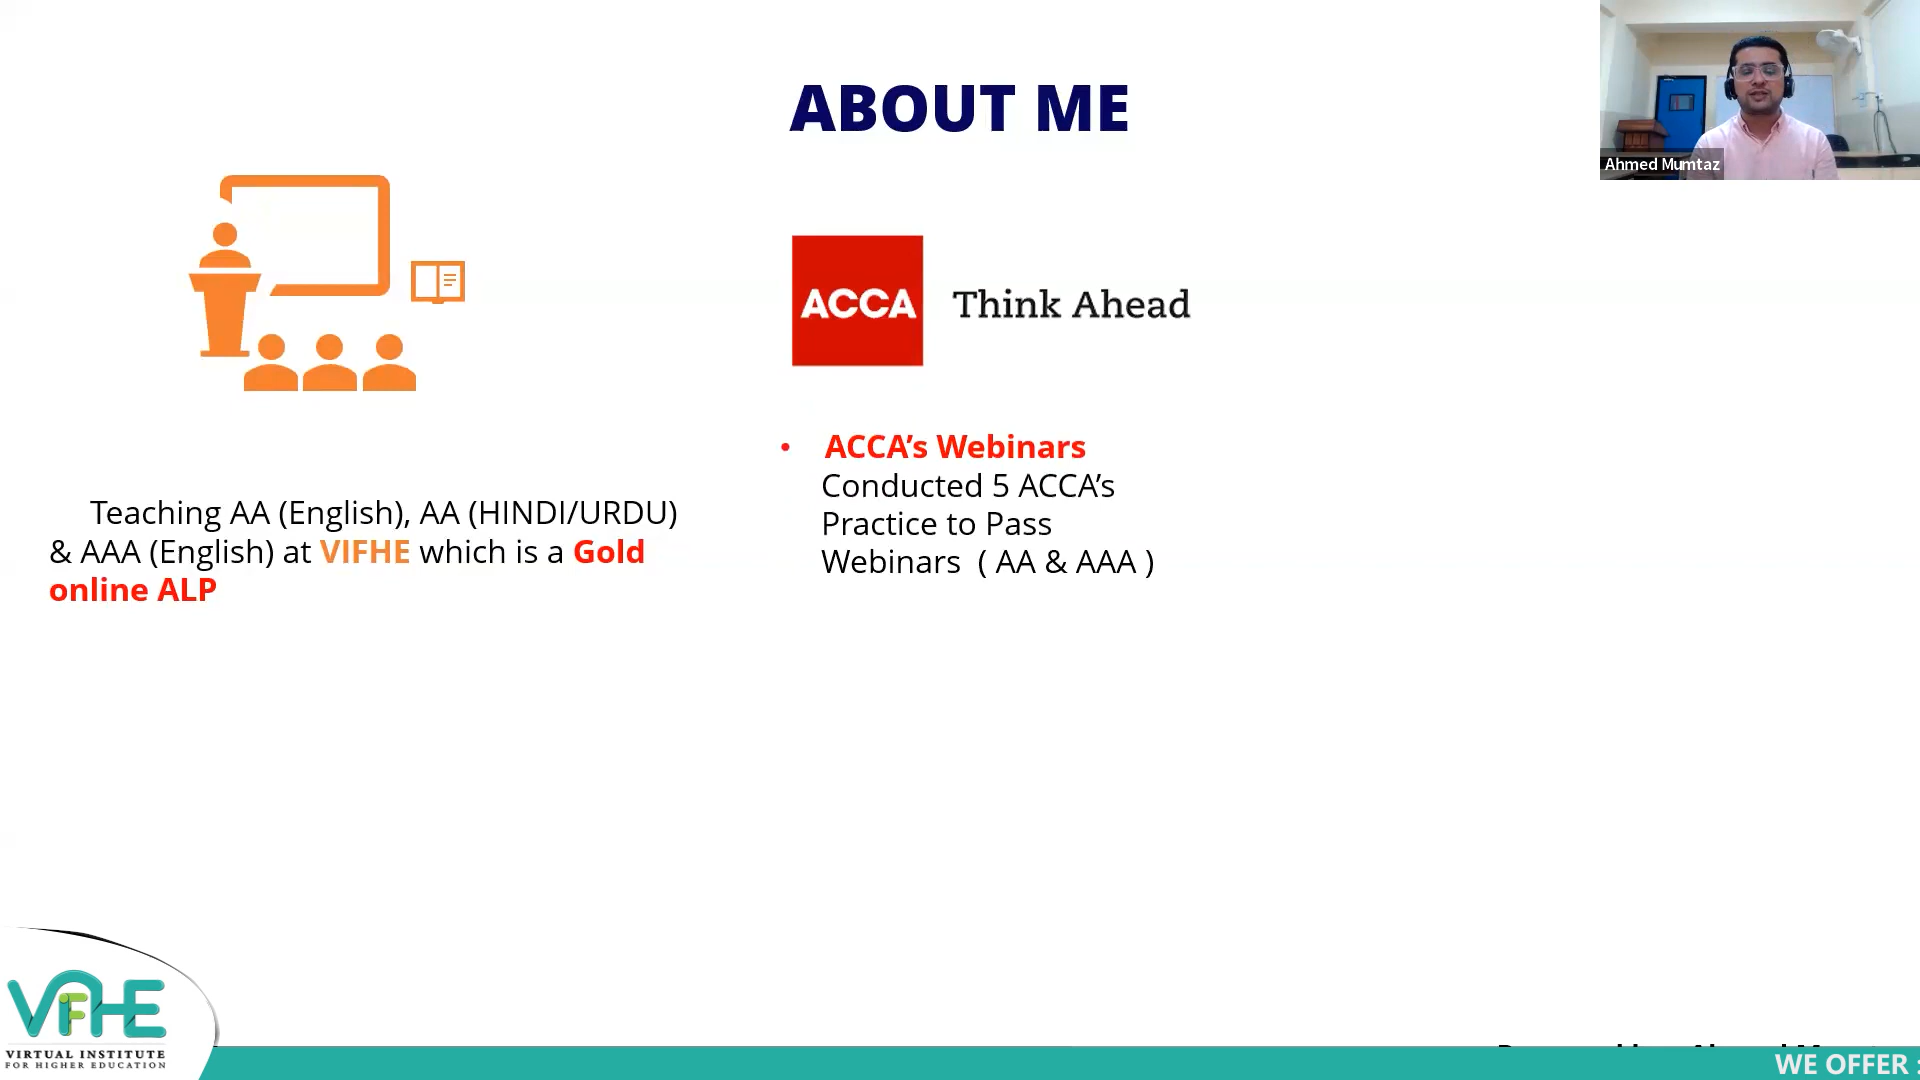 ABOUT ME
Ahmed Mumtaz
ACCA Think Ahead
Teaching AA (English), AA (HINDI/URDU)
& AAA (English) at VIFHE which is a Gold
online ALP
• ACCA’s Webinars
Conducted 5 ACCA’s
Practice to Pass
Webinars ( AA & AAA )
VIFHE
VIRTUAL INSTITUTE
FOR HIGHER EDUCATION
WE OFFER :